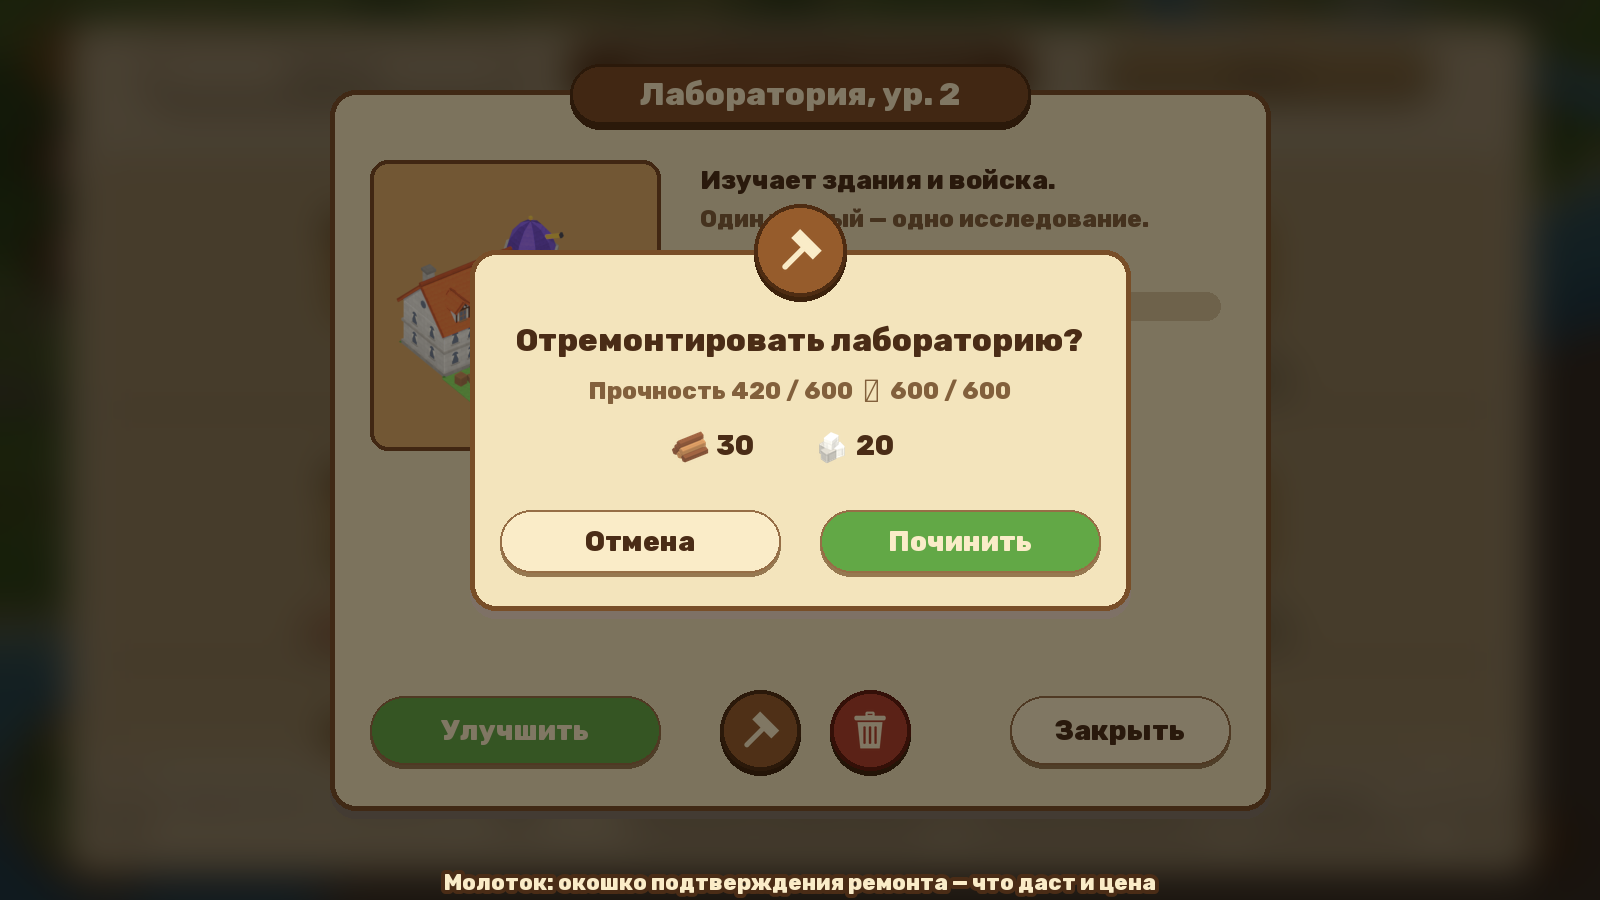 Лаборатория, ур. 2
Изучает здания и войска.
Один ый — одно исследование.
Отремонтировать лабораторию?
Прочность 420 / 600 600 / 600
30 20
Отмена Починить
Улучшить Закрыть
Молоток: окошко подтверждения ремонта — что даст и цена